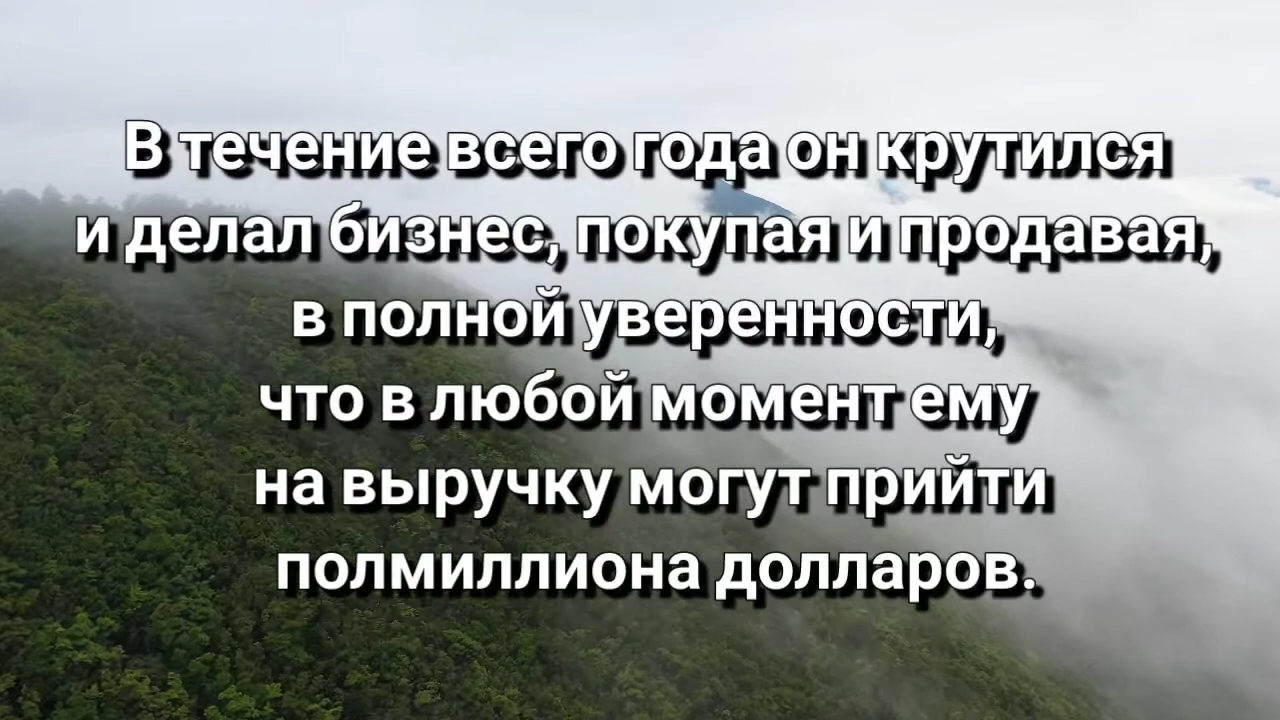 В течение всего года он крутился
и делал бизнес, покупая и продавая,
в полной уверенности,
что в любой момент ему
на выручку могут прийти
полмиллиона долларов.